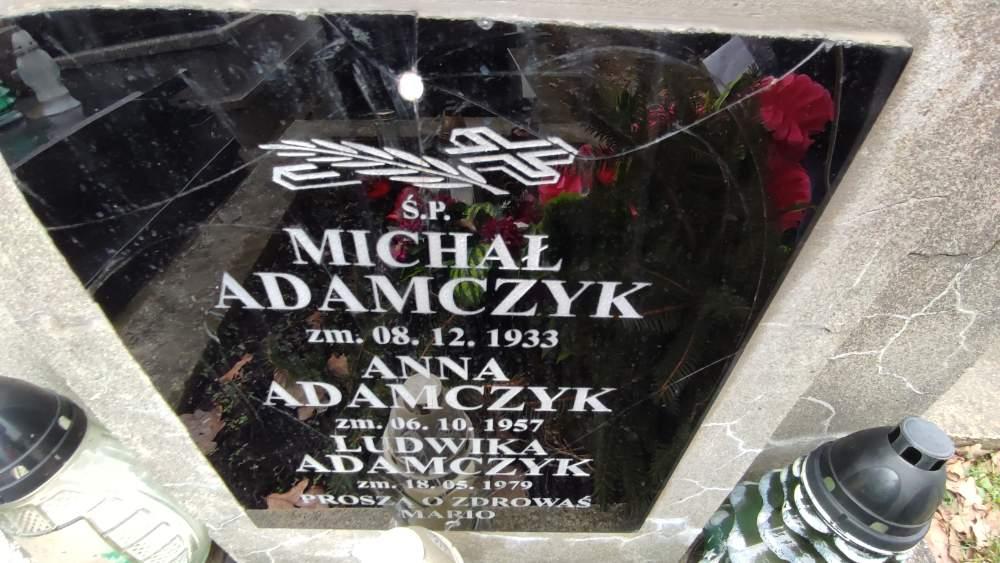 Ś.P.
MICHAŁ
ADAMCZYK
zm. 08. 12. 1933
ANNA
ADAMCZYK
zm. 06. 10. 1957
LUDWIKA
ADAMCZYK
zm. 18. 05. 1979
PROSZĄ O ZDROWAŚ
MARIO